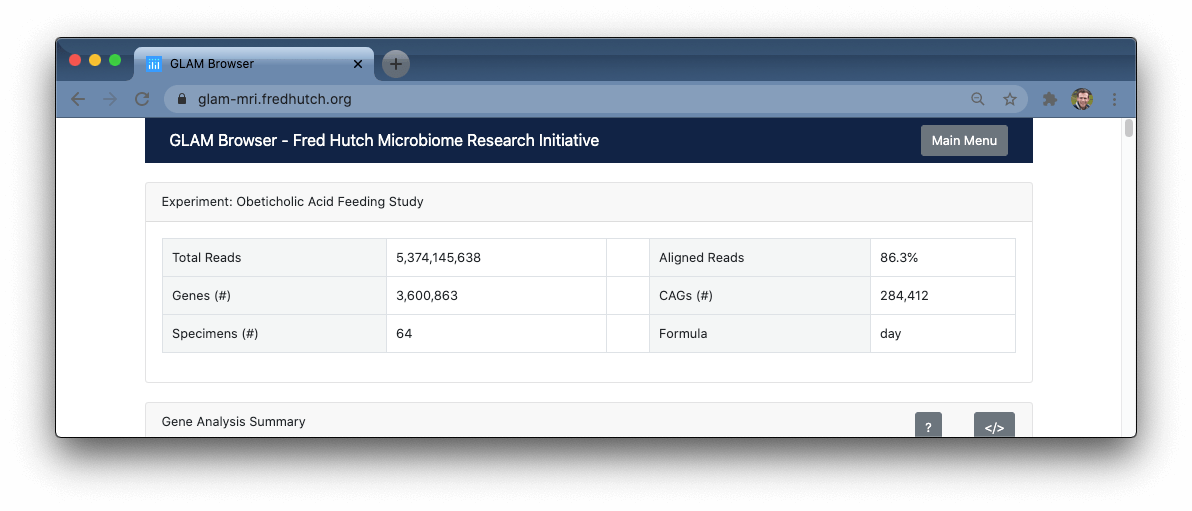 GLAM Browser
glam-mri.fredhutch.org
GLAM Browser - Fred Hutch Microbiome Research Initiative
Main Menu
Experiment: Obeticholic Acid Feeding Study
Total Reads 5,374,145,638 Aligned Reads 86.3%
Genes (#) 3,600,863 CAGs (#) 284,412
Specimens (#) 64 Formula day
Gene Analysis Summary
? </>